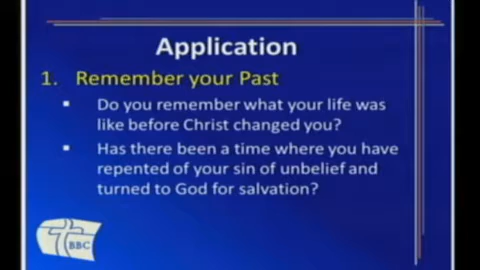 Application
1. Remember your Past
▪ Do you remember what your life was
like before Christ changed you?
▪ Has there been a time where you have
repented of your sin of unbelief and
turned to God for salvation?
BBC